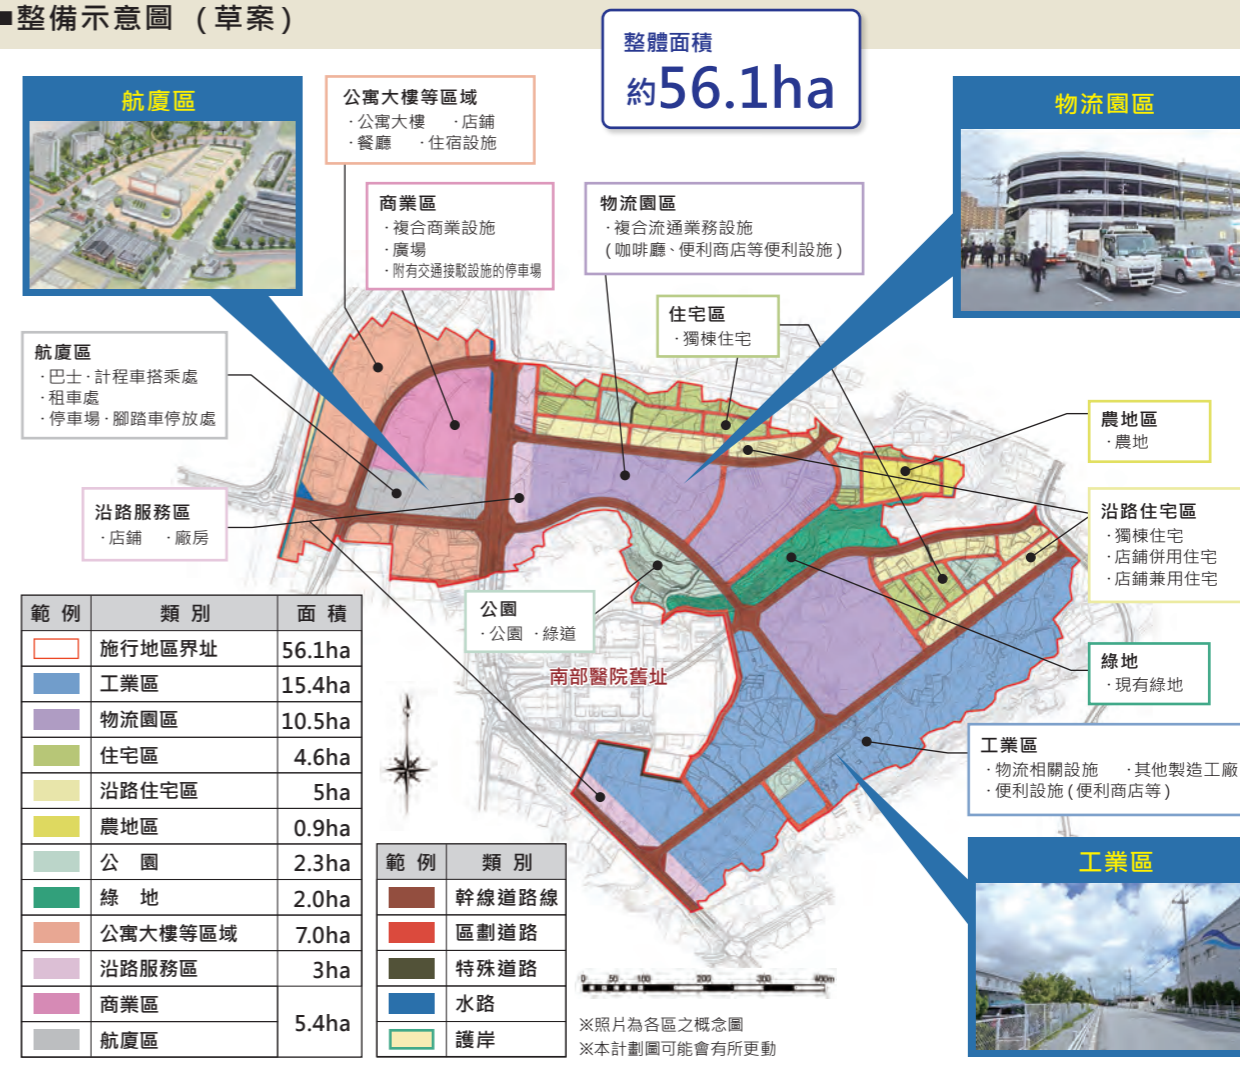 ■整備示意圖（草案）
整體面積
約56.1ha
航廈區
公寓大樓等區域
·公寓大樓 ·店鋪
·餐廳 ·住宿設施
物流園區
商業區
·複合商業設施
·廣場
·附有交通接駁設施的停車場
物流園區
·複合流通業務設施
(咖啡廳、便利商店等便利設施)
住宅區
·獨棟住宅
航廈區
·巴士·計程車搭乘處
·租車處
·停車場·腳踏車停放處
農地區
·農地
沿路服務區
·店鋪 ·廠房
沿路住宅區
·獨棟住宅
·店鋪併用住宅
·店鋪兼用住宅
公園
·公園 ·綠道
南部醫院舊址
綠地
·現有綠地
工業區
·物流相關設施 ·其他製造工廠
·便利設施(便利商店等)
工業區
範例 類別 面積
施行地區界址 56.1ha
工業區 15.4ha
物流園區 10.5ha
住宅區 4.6ha
沿路住宅區 5ha
農地區 0.9ha
公園 2.3ha
綠地 2.0ha
公寓大樓等區域 7.0ha
沿路服務區 3ha
商業區
航廈區
5.4ha
範例 類別
幹線道路線
區劃道路
特殊道路
水路
護岸
0 50 100 200 300 400m
※照片為各區之概念圖
※本計劃圖可能會有所更動